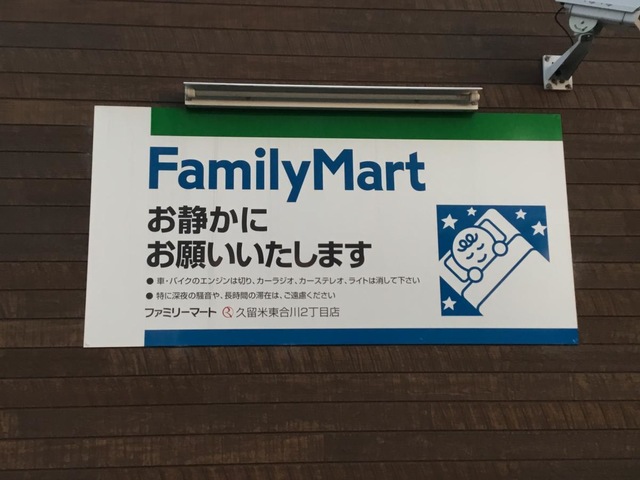 FamilyMart
お静かに
お願いいたします
● 車・バイクのエンジンは切り、カーラジオ、カーステレオ、ライトは消して下さい
● 特に深夜の騒音や、長時間の滞在は、ご遠慮ください
ファミリーマート 久留米東合川2丁目店